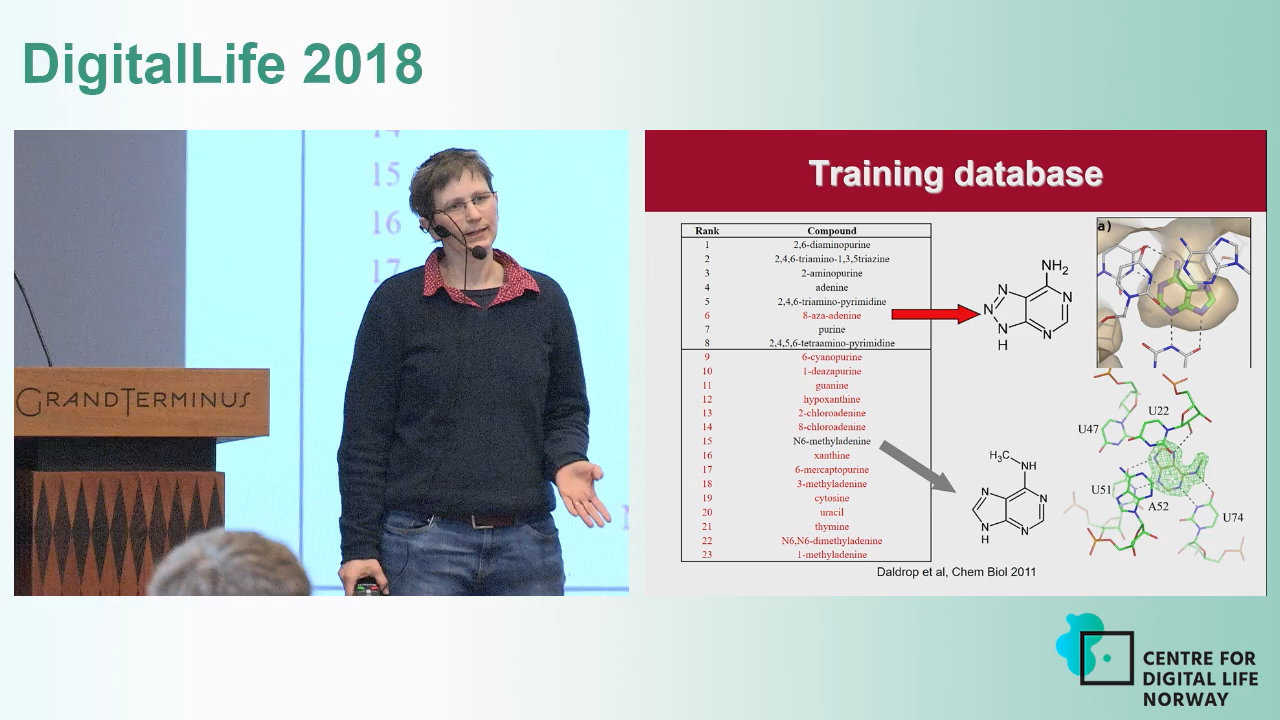 DigitalLife 2018
14
15
16
17
GRANDTERMINUS
Training database
Rank Compound
1 2,6-diaminopurine
2 2,4,6-triamino-1,3,5triazine
3 2-aminopurine
4 adenine
5 2,4,6-triamino-pyrimidine
6 8-aza-adenine
7 purine
8 2,4,5,6-tetraamino-pyrimidine
9 6-cyanopurine
10 1-deazapurine
11 guanine
12 hypoxanthine
13 2-chloroadenine
14 8-chloroadenine
15 N6-methyladenine
16 xanthine
17 6-mercaptopurine
18 3-methyladenine
19 cytosine
20 uracil
21 thymine
22 N6,N6-dimethyladenine
23 1-methyladenine
Daldrop et al, Chem Biol 2011
NH2
N
N
N
N
N
H
H3C
NH
N
N
N
N
H
a)
U22
U47
U51
A52
U74
CENTRE FOR
DIGITAL LIFE
NORWAY